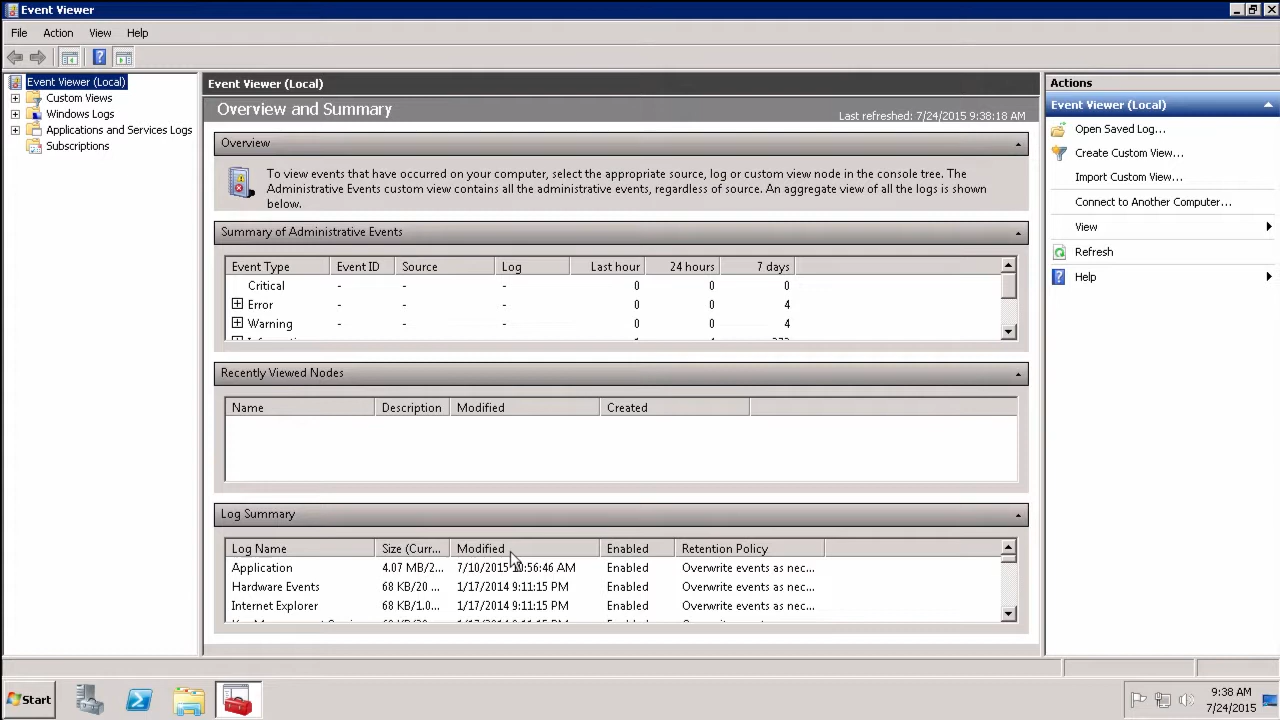 Event Viewer
File Action View Help
Event Viewer (Local)
Custom Views
Windows Logs
Applications and Services Logs
Subscriptions
Event Viewer (Local)
Overview and Summary
Last refreshed: 7/24/2015 9:38:18 AM
Overview
To view events that have occurred on your computer, select the appropriate source, log or custom view node in the console tree. The
Administrative Events custom view contains all the administrative events, regardless of source. An aggregate view of all the logs is shown
below.
Summary of Administrative Events
Event Type Event ID Source Log Last hour 24 hours 7 days
Critical - - - 0 0 0
Error - - - 0 0 4
Warning - - - 0 0 4
Recently Viewed Nodes
Name Description Modified Created
Log Summary
Log Name Size (Curr... Modified Enabled Retention Policy
Application 4.07 MB/2... 7/10/2015 :56:46 AM Enabled Overwrite events as nec...
Hardware Events 68 KB/20 ... 1/17/2014 9:11:15 PM Enabled Overwrite events as nec...
Internet Explorer 68 KB/1.0... 1/17/2014 9:11:15 PM Enabled Overwrite events as nec...
Actions
Event Viewer (Local)
Open Saved Log...
Create Custom View...
Import Custom View...
Connect to Another Computer...
View
Refresh
Help
Start
9:38 AM
7/24/2015